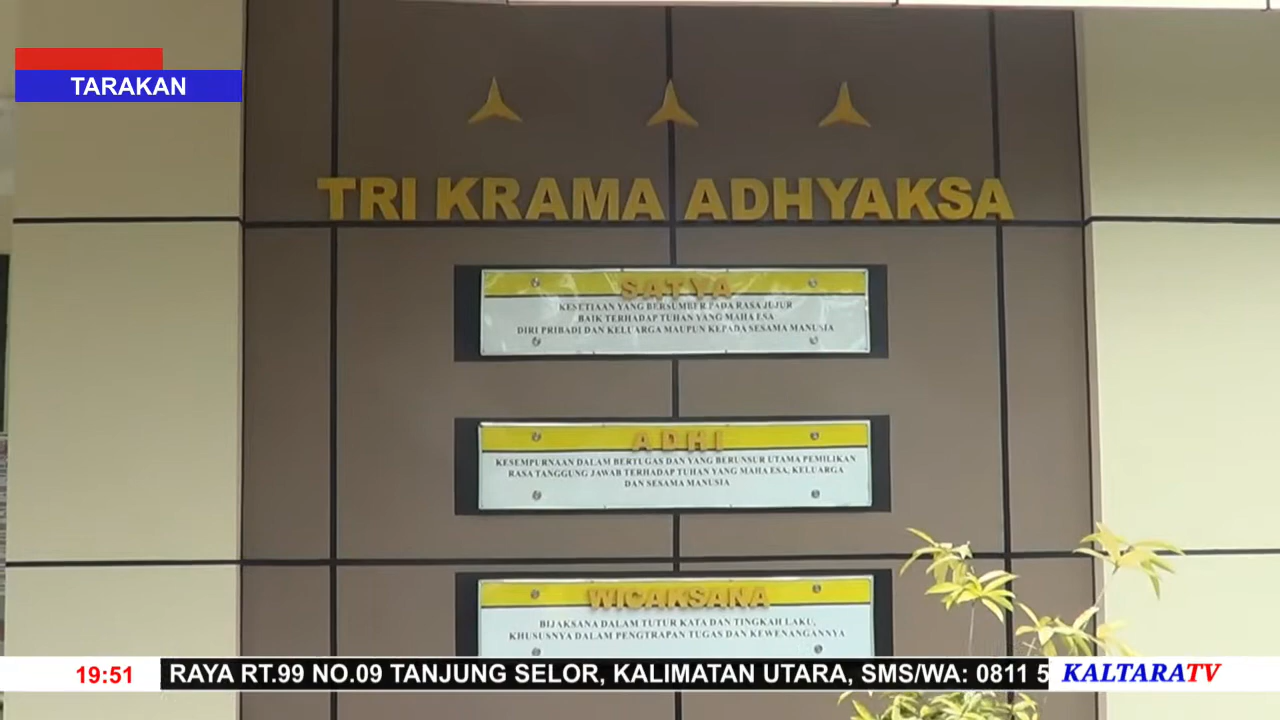 TARAKAN
TRI KRAMA ADHYAKSA
SATYA
KESETIAAN YANG BERSUMBER PADA RASA JUJUR
BAIK TERHADAP TUHAN YANG MAHA ESA
DIRI PRIBADI DAN KELUARGA MAUPUN KEPADA SESAMA MANUSIA
ADHI
KESEMPURNAAN DALAM BERTUGAS DAN YANG BERUNSUR UTAMA PEMILIKAN
RASA TANGGUNG JAWAB TERHADAP TUHAN YANG MAHA ESA, KELUARGA
DAN SESAMA MANUSIA
WICAKSANA
BIJAKSANA DALAM TUTUR KATA DAN TINGKAH LAKU,
KHUSUSNYA DALAM PENGTRAPAN TUGAS DAN KEWENANGANNYA
19:51 RAYA RT.99 NO.09 TANJUNG SELOR, KALIMATAN UTARA, SMS/WA: 0811 5 KALTARATV